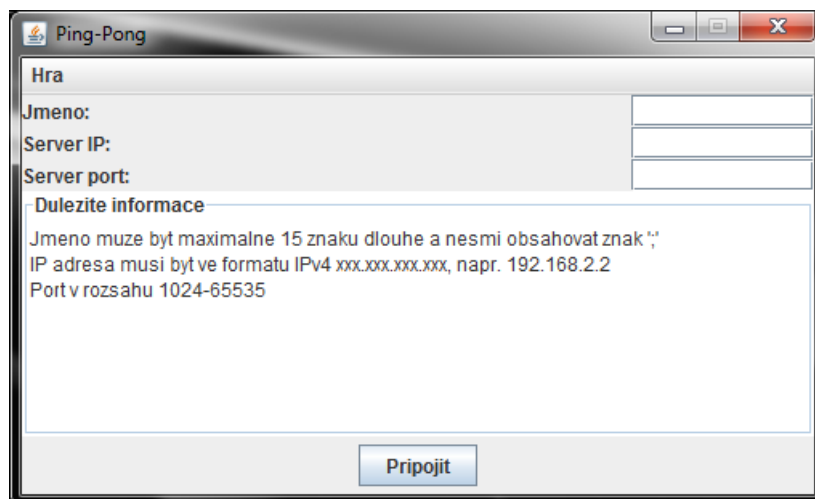 Ping-Pong
Hra
Jmeno:
Server IP:
Server port:
Dulezite informace
Jmeno muze byt maximalne 15 znaku dlouhe a nesmi obsahovat znak ';'
IP adresa musi byt ve formatu IPv4 xxx.xxx.xxx.xxx, napr. 192.168.2.2
Port v rozsahu 1024-65535
Pripojit